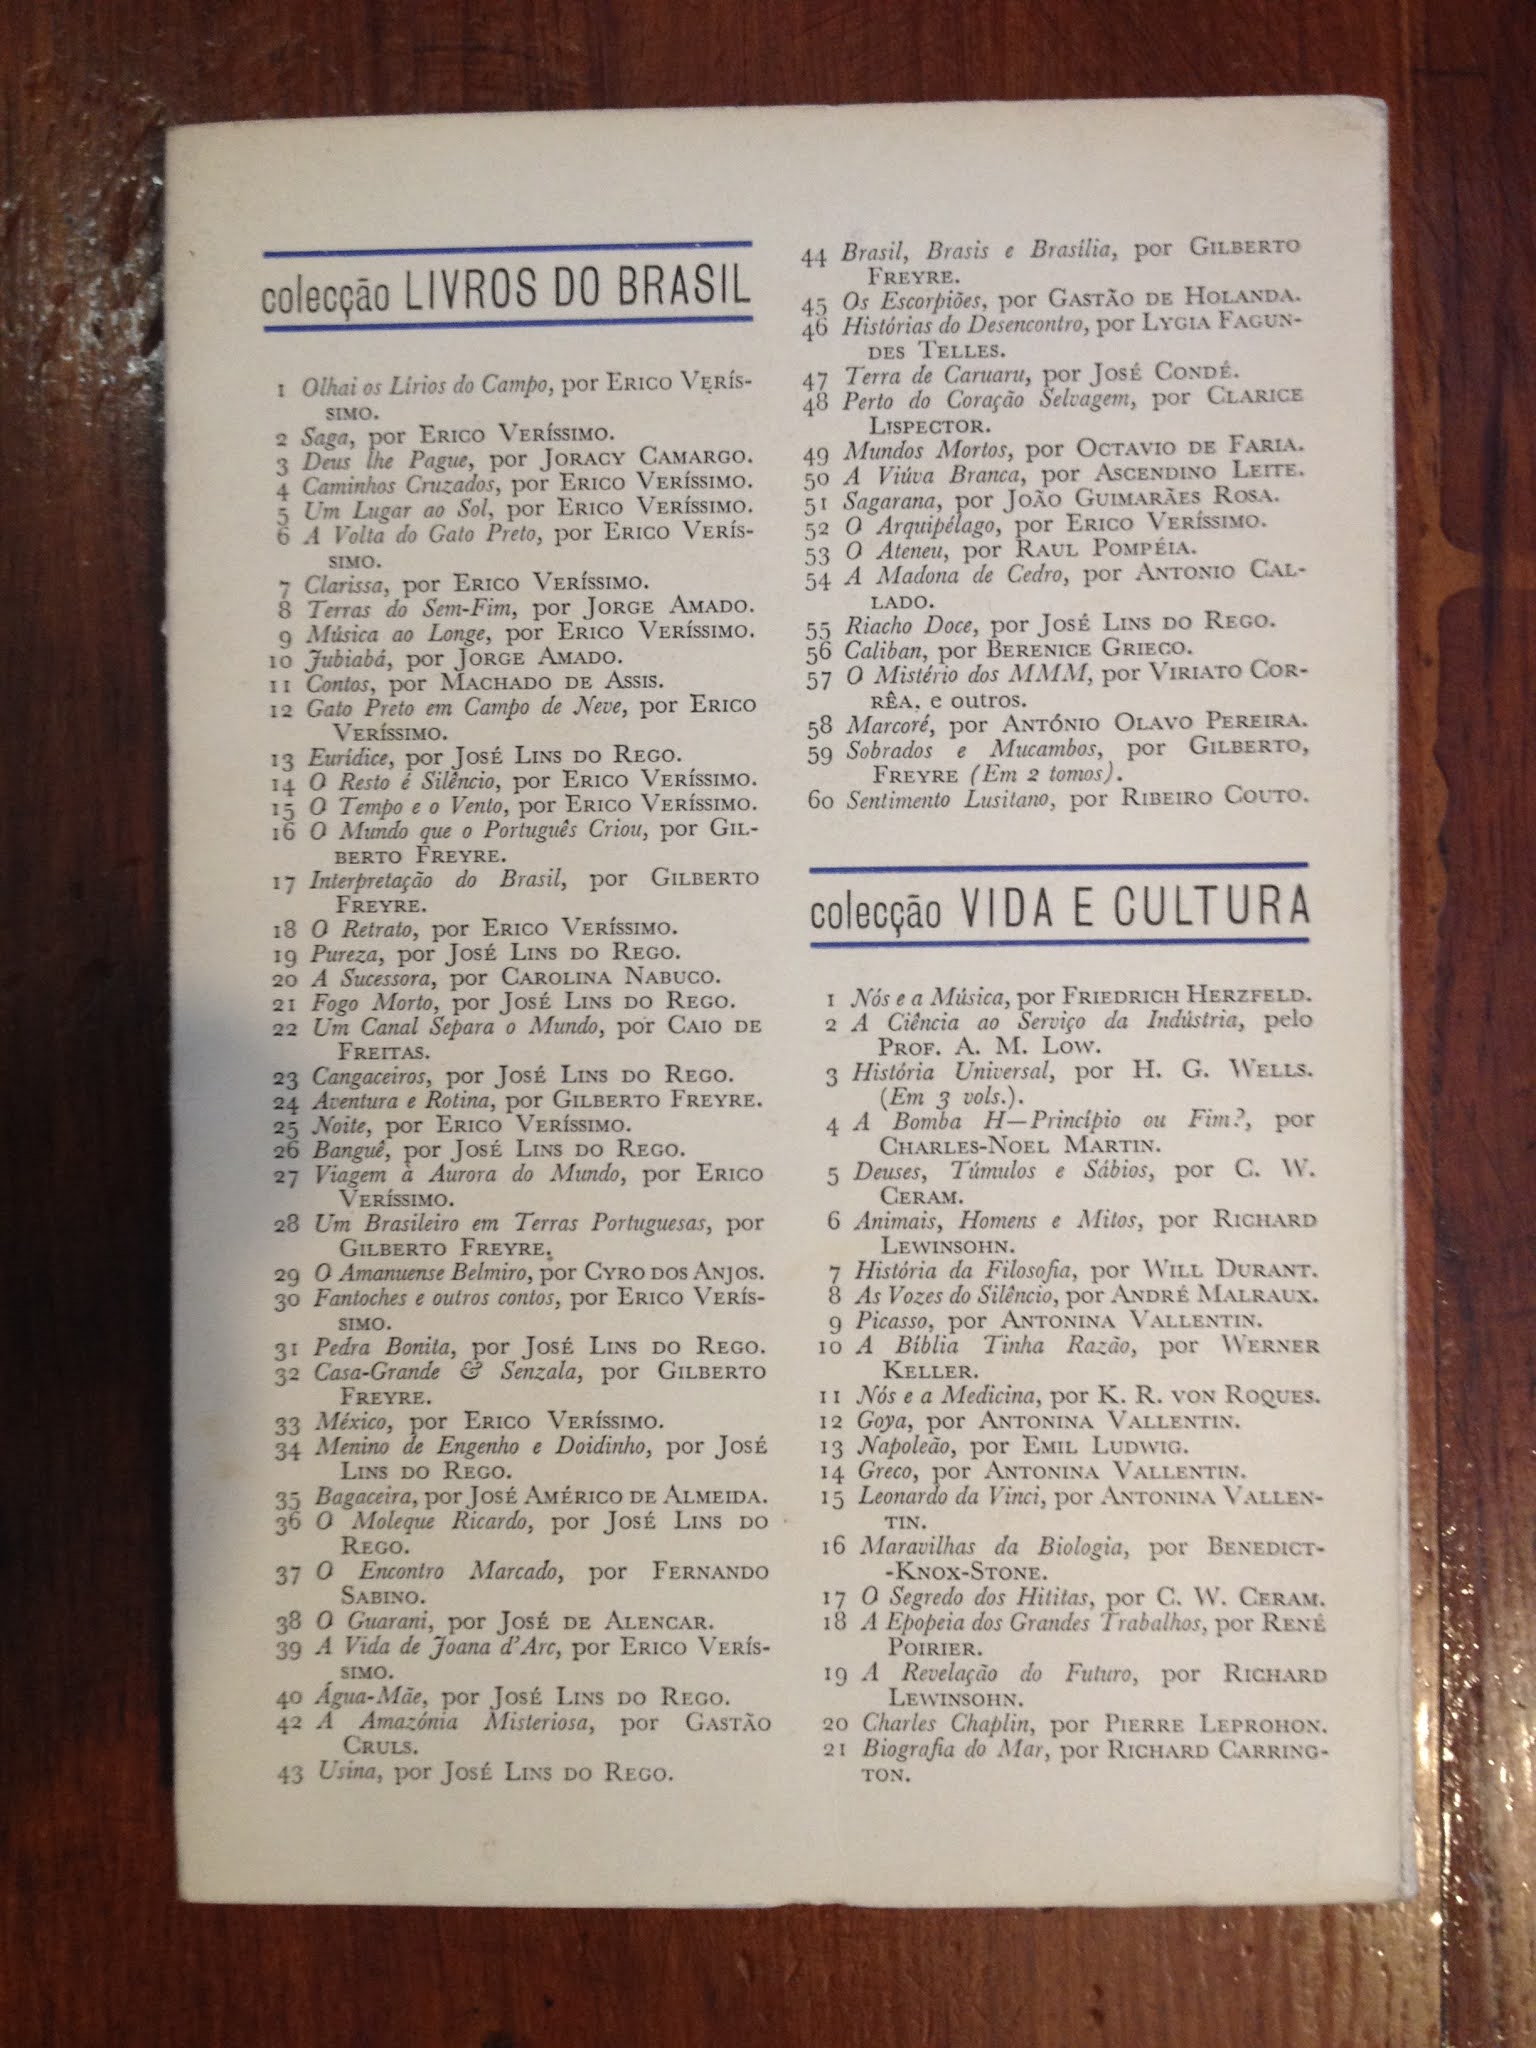 colecção LIVROS DO BRASIL
1 Olhai os Lírios do Campo, por ERICO VERÍS-
SIMO.
2 Saga, por ERICO VERÍSSIMO.
3 Deus lhe Pague, por JORACY CAMARGO.
4 Caminhos Cruzados, por ERICO VERÍSSIMO.
5 Um Lugar ao Sol, por ERICO VERÍSSIMO.
6 A Volta do Gato Preto, por ERICO VERÍS-
SIMO.
7 Clarissa, por ERICO VERÍSSIMO.
8 Terras do Sem-Fim, por JORGE AMADO.
9 Música ao Longe, por ERICO VERÍSSIMO.
10 Jubiabá, por JORGE AMADO.
11 Contos, por MACHADO DE ASSIS.
12 Gato Preto em Campo de Neve, por ERICO
VERÍSSIMO.
13 Eurídice, por JOSÉ LINS DO REGO.
14 O Resto é Silêncio, por ERICO VERÍSSIMO.
15 O Tempo e o Vento, por ERICO VERÍSSIMO.
16 O Mundo que o Português Criou, por GIL-
BERTO FREYRE.
17 Interpretação do Brasil, por GILBERTO
FREYRE.
18 O Retrato, por ERICO VERÍSSIMO.
19 Pureza, por JOSÉ LINS DO REGO.
20 A Sucessora, por CAROLINA NABUCO.
21 Fogo Morto, por JOSÉ LINS DO REGO.
22 Um Canal Separa o Mundo, por CAIO DE
FREITAS.
23 Cangaceiros, por JOSÉ LINS DO REGO.
24 Aventura e Rotina, por GILBERTO FREYRE.
25 Noite, por ERICO VERÍSSIMO.
26 Banguê, por JOSÉ LINS DO REGO.
27 Viagem à Aurora do Mundo, por ERICO
VERÍSSIMO.
28 Um Brasileiro em Terras Portuguesas, por
GILBERTO FREYRE.
29 O Amanuense Belmiro, por CYRO DOS ANJOS.
30 Fantoches e outros contos, por ERICO VERÍS-
SIMO.
31 Pedra Bonita, por JOSÉ LINS DO REGO.
32 Casa-Grande & Senzala, por GILBERTO
FREYRE.
33 México, por ERICO VERÍSSIMO.
34 Menino de Engenho e Doidinho, por JOSÉ
LINS DO REGO.
35 Bagaceira, por JOSÉ AMÉRICO DE ALMEIDA.
36 O Moleque Ricardo, por JOSÉ LINS DO
REGO.
37 O Encontro Marcado, por FERNANDO
SABINO.
38 O Guarani, por JOSÉ DE ALENCAR.
39 A Vida de Joana d'Arc, por ERICO VERÍS-
SIMO.
40 Água-Mãe, por JOSÉ LINS DO REGO.
42 A Amazónia Misteriosa, por GASTÃO
CRULS.
43 Usina, por JOSÉ LINS DO REGO.
44 Brasil, Brasis e Brasília, por GILBERTO
FREYRE.
45 Os Escorpiões, por GASTÃO DE HOLANDA.
46 Histórias do Desencontro, por LYGIA FAGUN-
DES TELLES.
47 Terra de Caruaru, por JOSÉ CONDÉ.
48 Perto do Coração Selvagem, por CLARICE
LISPECTOR.
49 Mundos Mortos, por OCTAVIO DE FARIA.
50 A Viúva Branca, por ASCENDINO LEITE.
51 Sagarana, por JOÃO GUIMARÃES ROSA.
52 O Arquipélago, por ERICO VERÍSSIMO.
53 O Ateneu, por RAUL POMPÉIA.
54 A Madona de Cedro, por ANTONIO CAL-
LADO.
55 Riacho Doce, por JOSÉ LINS DO REGO.
56 Caliban, por BERENICE GRIECO.
57 O Mistério dos MMM, por VIRIATO COR-
RÊA, e outros.
58 Marcoré, por ANTÓNIO OLAVO PEREIRA.
59 Sobrados e Mucambos, por GILBERTO,
FREYRE (Em 2 tomos).
60 Sentimento Lusitano, por RIBEIRO COUTO.
colecção VIDA E CULTURA
1 Nós e a Música, por FRIEDRICH HERZFELD.
2 A Ciência ao Serviço da Indústria, pelo
PROF. A. M. LOW.
3 História Universal, por H. G. WELLS.
(Em 3 vols.).
4 A Bomba H—Princípio ou Fim?, por
CHARLES-NOEL MARTIN.
5 Deuses, Túmulos e Sábios, por C. W.
CERAM.
6 Animais, Homens e Mitos, por RICHARD
LEWINSOHN.
7 História da Filosofia, por WILL DURANT.
8 As Vozes do Silêncio, por ANDRÉ MALRAUX.
9 Picasso, por ANTONINA VALLENTIN.
10 A Bíblia Tinha Razão, por WERNER
KELLER.
11 Nós e a Medicina, por K. R. VON ROQUES.
12 Goya, por ANTONINA VALLENTIN.
13 Napoleão, por EMIL LUDWIG.
14 Greco, por ANTONINA VALLENTIN.
15 Leonardo da Vinci, por ANTONINA VALLEN-
TIN.
16 Maravilhas da Biologia, por BENEDICT-
-KNOX-STONE.
17 O Segredo dos Hititas, por C. W. CERAM.
18 A Epopeia dos Grandes Trabalhos, por RENÉ
POIRIER.
19 A Revelação do Futuro, por RICHARD
LEWINSOHN.
20 Charles Chaplin, por PIERRE LEPROHON.
21 Biografia do Mar, por RICHARD CARRING-
TON.